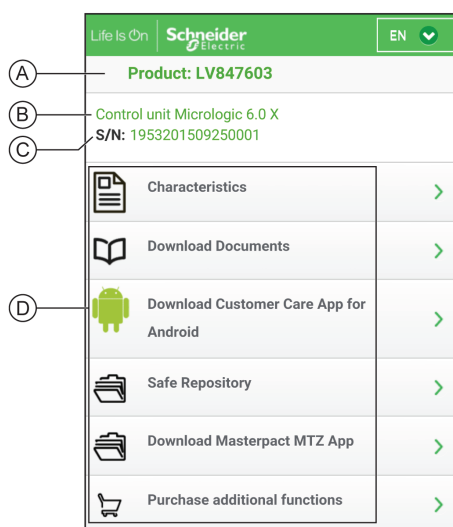 Life Is On Schneider Electric EN
A Product: LV847603
B Control unit Micrologic 6.0 X
C S/N: 1953201509250001
Characteristics
Download Documents
D Download Customer Care App for
Android
Safe Repository
Download Masterpact MTZ App
Purchase additional functions